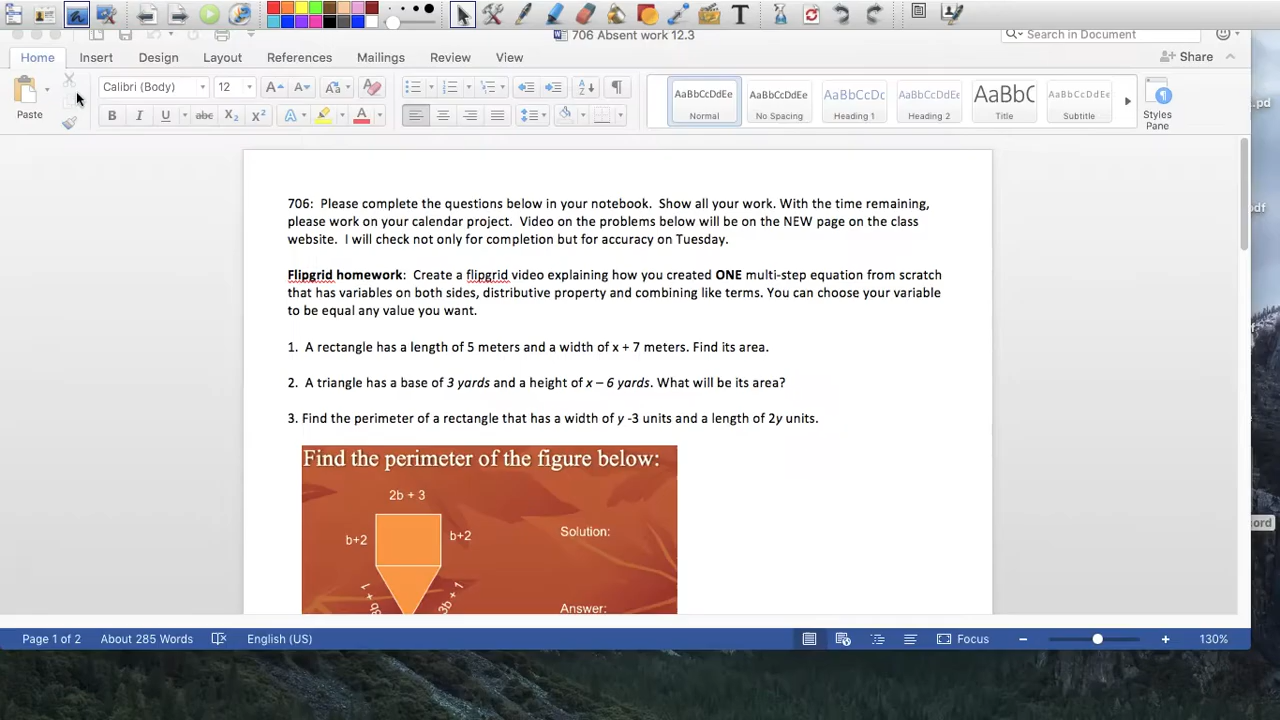 706 Absent work 12.3
Search in Document
Home Insert Design Layout References Mailings Review View
Share
Paste
Calibri (Body) 12
AaBbCcDd AaBbCcDd AaBbCcDc AaBbCcDd AaBbC AaBbCcDd
Normal No Spacing Heading 1 Heading 2 Title Subtitle
Styles Pane
706: Please complete the questions below in your notebook. Show all your work. With the time remaining,
please work on your calendar project. Video on the problems below will be on the NEW page on the class
website. I will check not only for completion but for accuracy on Tuesday.
Flipgrid homework: Create a flipgrid video explaining how you created ONE multi-step equation from scratch
that has variables on both sides, distributive property and combining like terms. You can choose your variable
to be equal any value you want.
1. A rectangle has a length of 5 meters and a width of x + 7 meters. Find its area.
2. A triangle has a base of 3 yards and a height of x – 6 yards. What will be its area?
3. Find the perimeter of a rectangle that has a width of y -3 units and a length of 2y units.
Find the perimeter of the figure below:
2b + 3
b+2 b+2
Solution:
3b + 1 3b + 1
Answer:
Page 1 of 2 About 285 Words English (US) Focus 130%